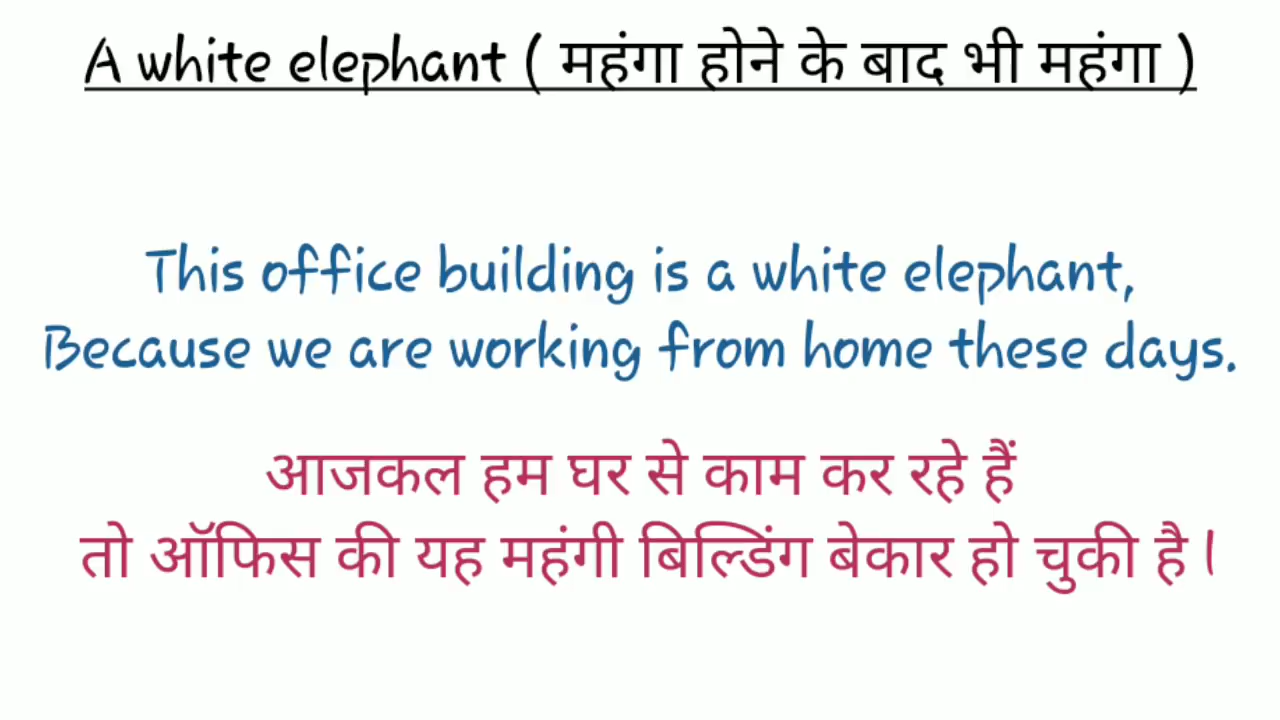 A white elephant ( महंगा होने के बाद भी महंगा )
This office building is a white elephant,
Because we are working from home these days.
आजकल हम घर से काम कर रहे हैं
तो ऑफिस की यह महंगी बिल्डिंग बेकार हो चुकी है ।